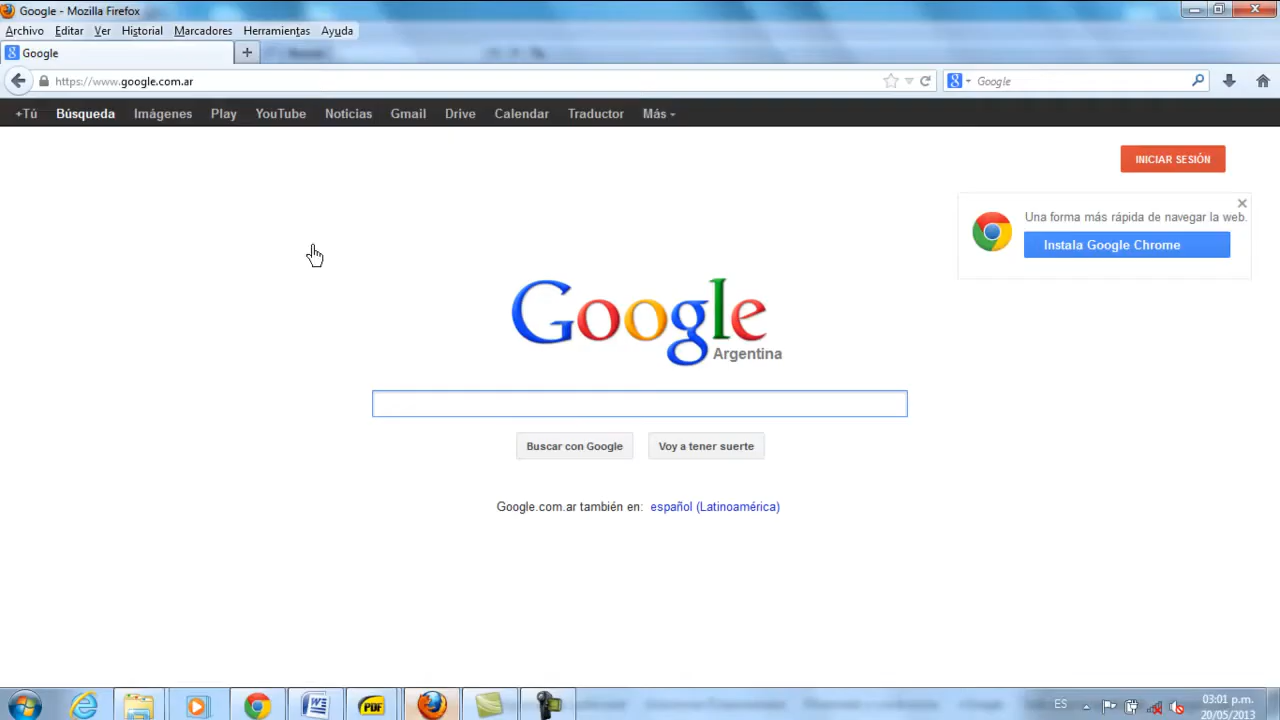 Google - Mozilla Firefox
Archivo Editar Ver Historial Marcadores Herramientas Ayuda
Google
https://www.google.com.ar Google
+Tú Búsqueda Imágenes Play YouTube Noticias Gmail Drive Calendar Traductor Más
INICIAR SESIÓN
Una forma más rápida de navegar la web.
Instala Google Chrome
Google
Argentina
Buscar con Google Voy a tener suerte
Google.com.ar también en: español (Latinoamérica)
PDF
ES
03:01 p.m.
20/05/2013